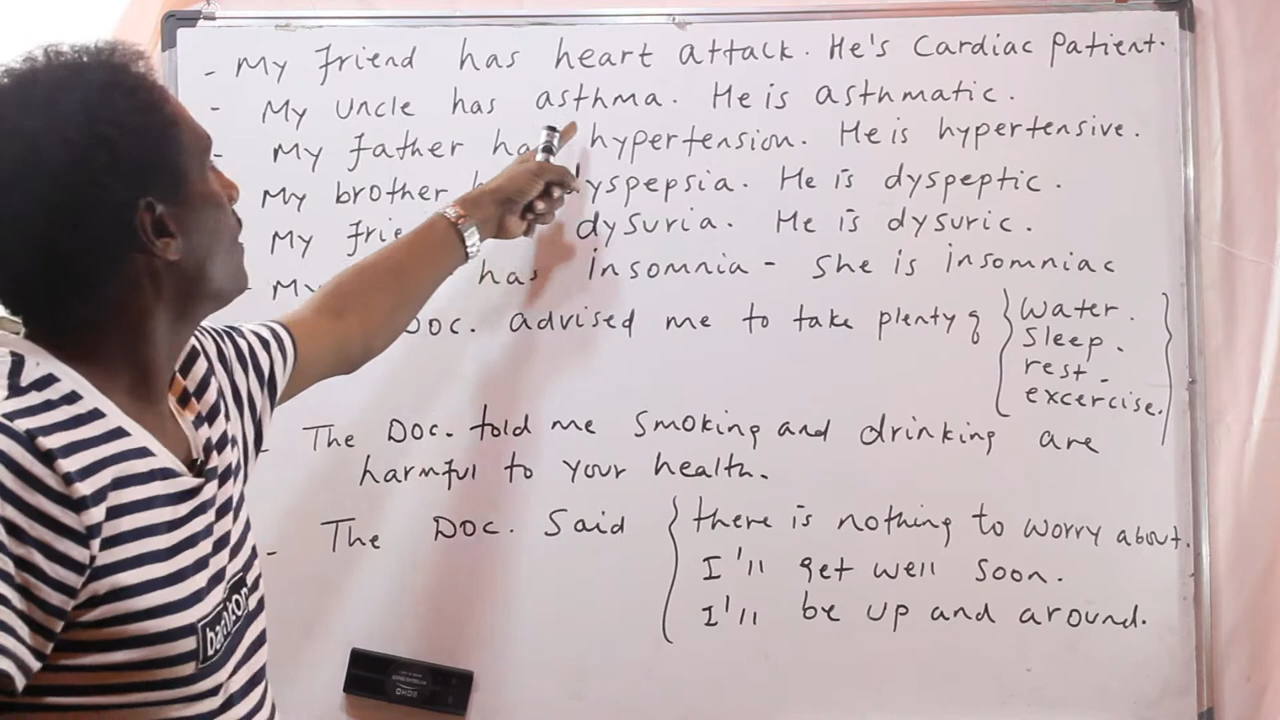 - My friend has heart attack. He's Cardiac Patient.
- My uncle has asthma. He is asthmatic.
- My father has hypertension. He is hypertensive.
My brother dyspepsia. He is dyspeptic.
My dysuria. He is dysuric.
- My has insomnia - She is insomniac
Doc. advised me to take plenty of
water.
Sleep.
rest.
excercise.
- The Doc. told me smoking and drinking are
harmful to your health.
- The Doc. Said
there is nothing to worry about.
I'll get well soon.
I'll be up and around.